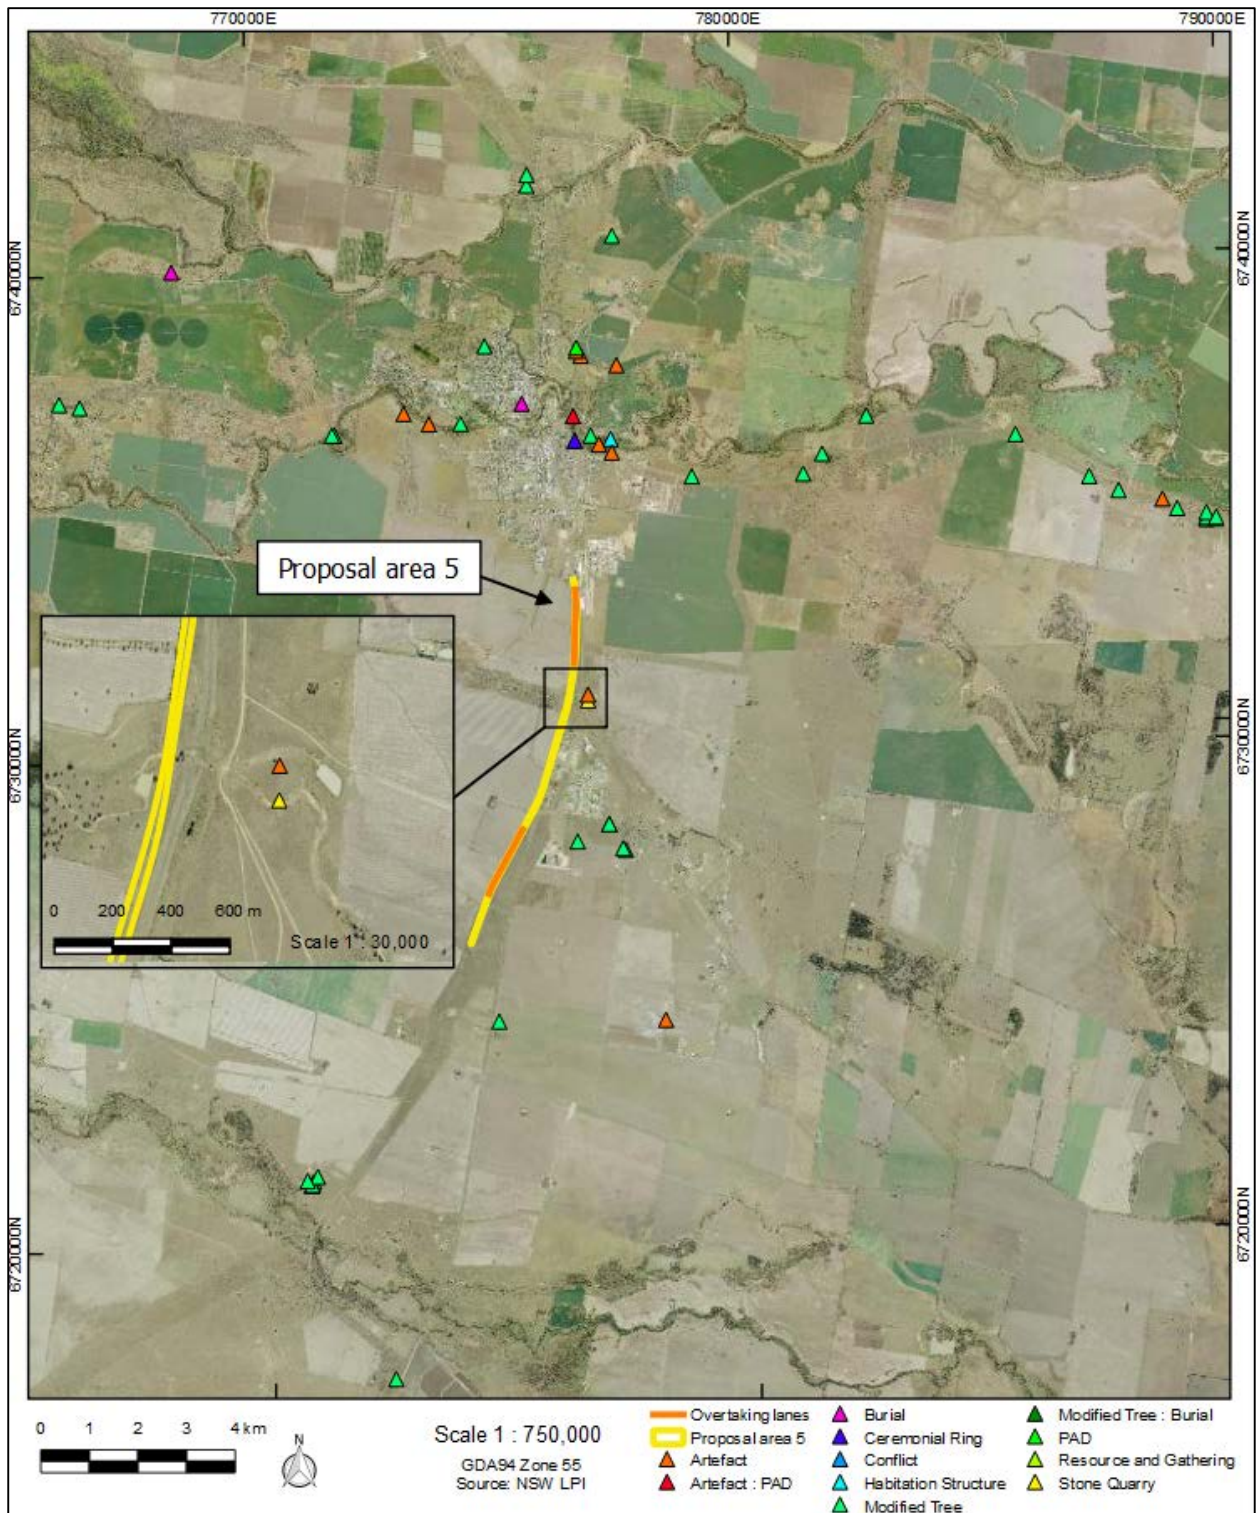 770000E 780000E 790000E
6740000N 6740000N
Proposal area 5
6730000N 6730000N
0 200 400 600 m
Scale 1 : 30,000
6720000N 6720000N
0 1 2 3 4 km
N
Scale 1 : 750,000
GDA94 Zone 55
Source: NSW LPI
Overtaking lanes
Proposal area 5
Artefact
Artefact : PAD
Burial
Ceremonial Ring
Conflict
Habitation Structure
Modified Tree
Modified Tree : Burial
PAD
Resource and Gathering
Stone Quarry